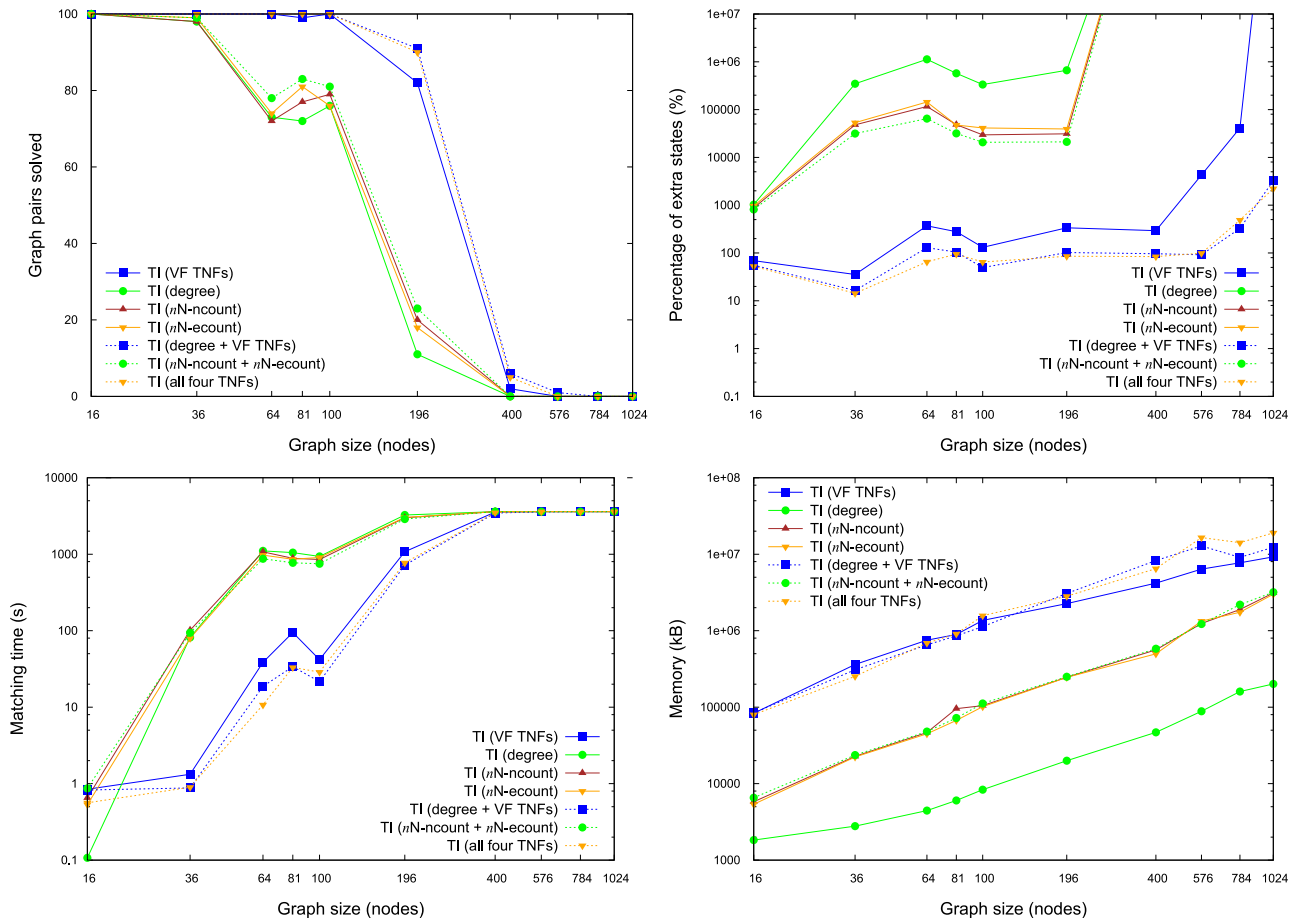 100
80
60
40
20
0
Graph pairs solved
TI (VF TNFs)
TI (degree)
TI (nN-ncount)
TI (nN-ecount)
TI (degree + VF TNFs)
TI (nN-ncount + nN-ecount)
TI (all four TNFs)
16 36 64 81 100 196 400 576 784 1024
Graph size (nodes)
1e+07
1e+06
100000
10000
1000
100
10
1
0.1
Percentage of extra states (%)
TI (VF TNFs)
TI (degree)
TI (nN-ncount)
TI (nN-ecount)
TI (degree + VF TNFs)
TI (nN-ncount + nN-ecount)
TI (all four TNFs)
16 36 64 81 100 196 400 576 784 1024
Graph size (nodes)
10000
1000
100
10
1
0,1
Matching time (s)
TI (VF TNFs)
TI (degree)
TI (nN-ncount)
TI (nN-ecount)
TI (degree + VF TNFs)
TI (nN-ncount + nN-ecount)
TI (all four TNFs)
16 36 64 81 100 196 400 576 784 1024
Graph size (nodes)
1e+08
1e+07
1e+06
100000
10000
1000
Memory (kB)
TI (VF TNFs)
TI (degree)
TI (nN-ncount)
TI (nN-ecount)
TI (degree + VF TNFs)
TI (nN-ncount + nN-ecount)
TI (all four TNFs)
16 36 64 81 100 196 400 576 784 1024
Graph size (nodes)